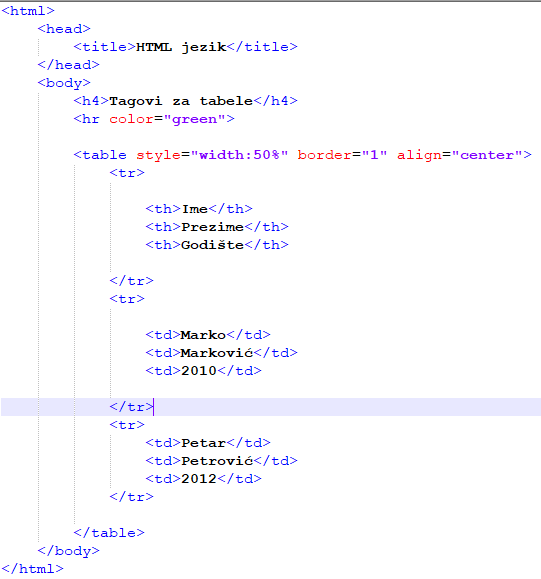 <html>
<head>
<title>HTML jezik</title>
</head>
<body>
<h4>Tagovi za tabele</h4>
<hr color="green">
<table style="width:50%" border="1" align="center">
<tr>
<th>Ime</th>
<th>Prezime</th>
<th>Godište</th>
</tr>
<tr>
<td>Marko</td>
<td>Marković</td>
<td>2010</td>
</tr>
<tr>
<td>Petar</td>
<td>Petrović</td>
<td>2012</td>
</tr>
</table>
</body>
</html>